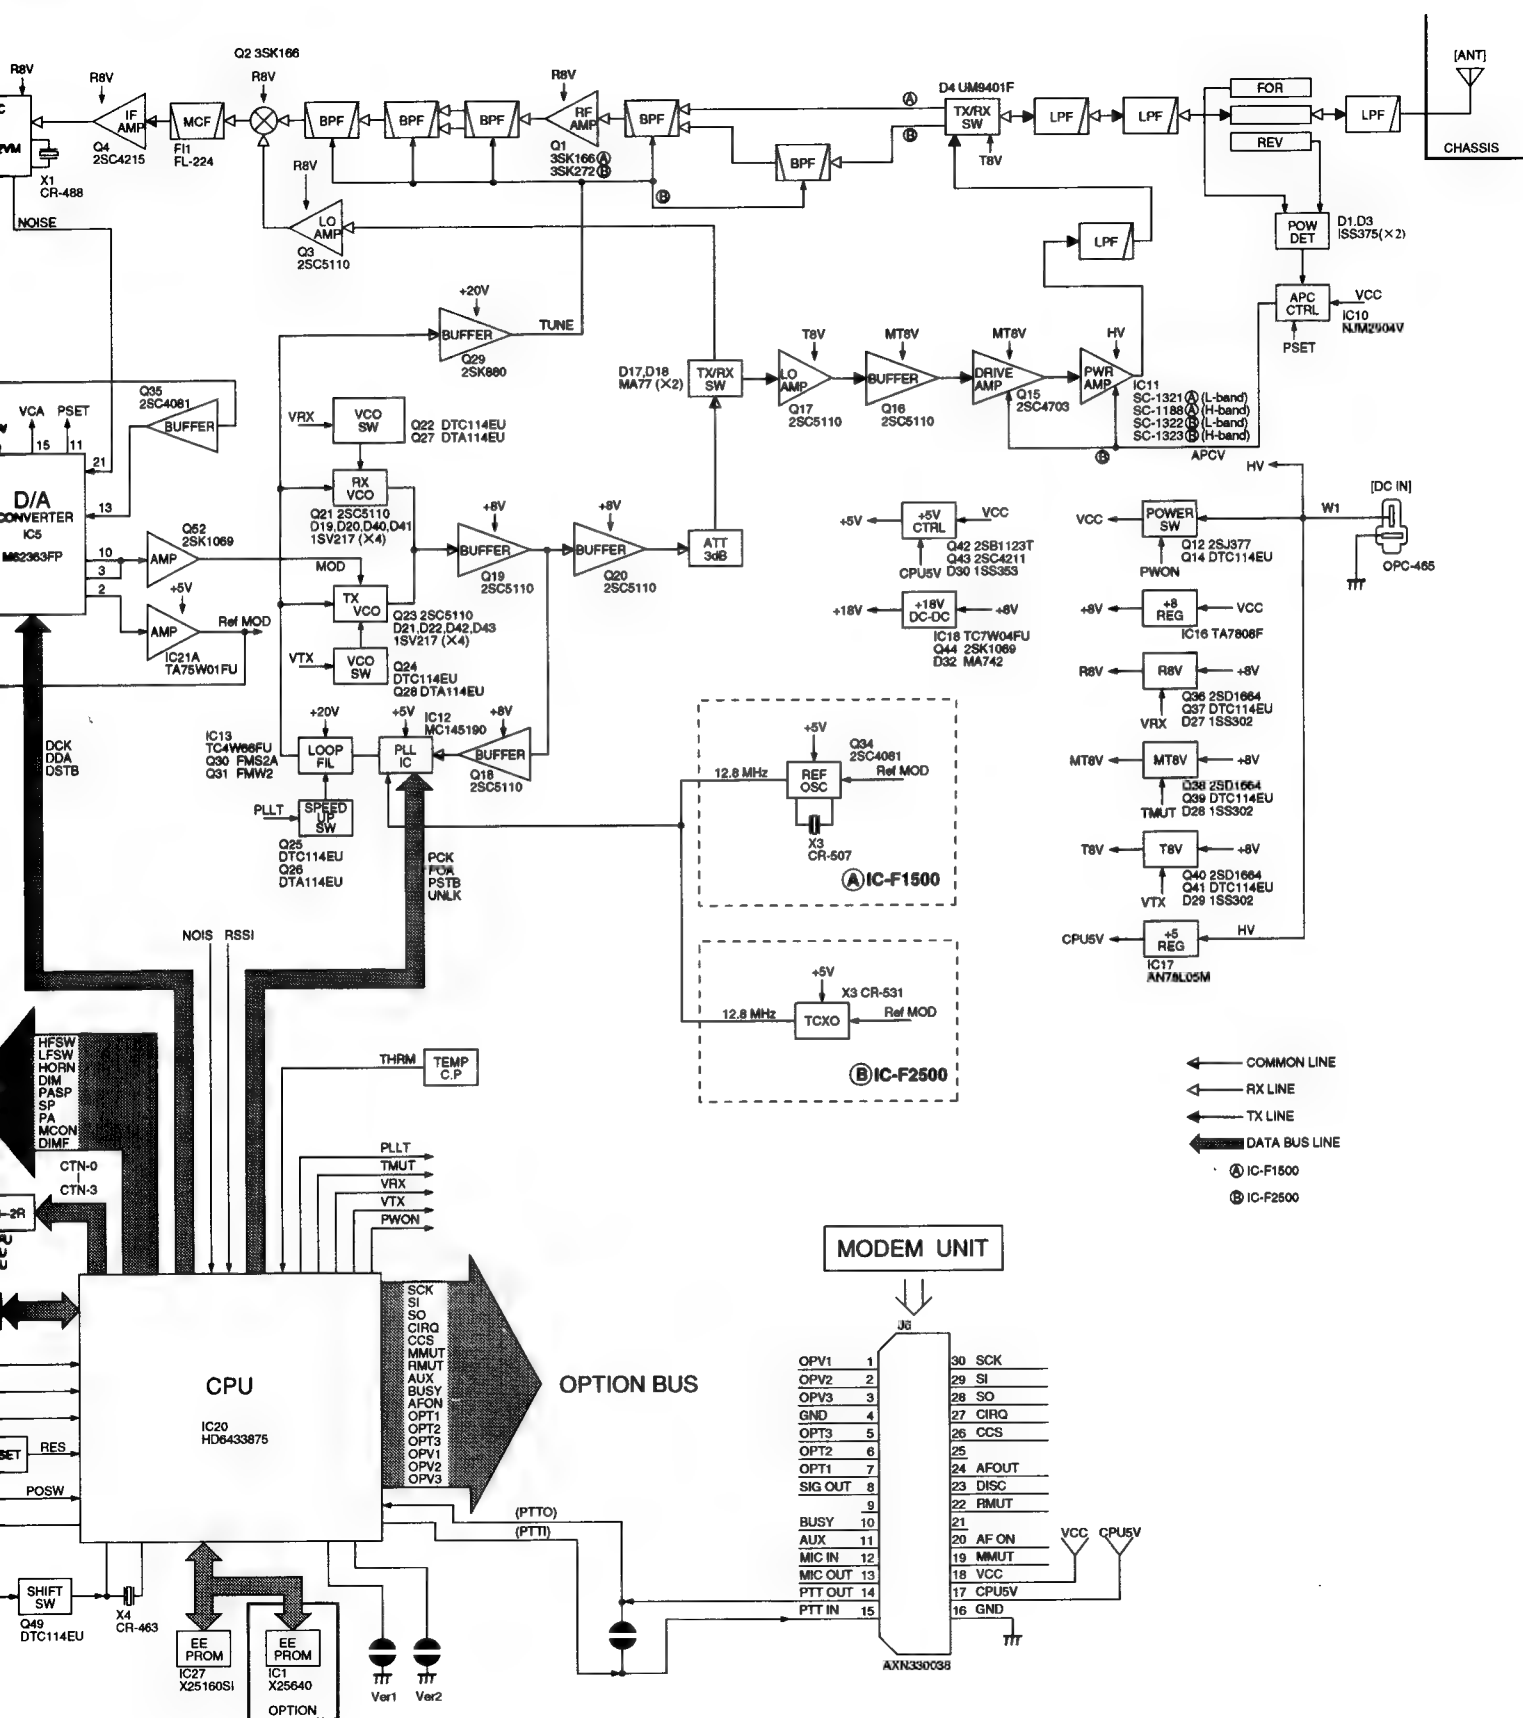 [ANT]
CHASSIS
Q2 3SK166
R8V
R8V
R8V
R8V
IF
AMP
Q4
2SC4215
MCF
FI1
FL-224
BPF
BPF
BPF
RF
AMP
Q1
3SK166Ⓐ
3SK272Ⓑ
BPF
Ⓐ
Ⓑ
Ⓑ
BPF
D4 UM9401F
TX/RX
SW
T8V
LPF
LPF
FOR
REV
LPF
X1
CR-488
NOISE
R8V
LO
AMP
Q3
2SC5110
LPF
POW
DET
D1,D3
ISS375(×2)
APC
CTRL
VCC
IC10
NJM2904V
PSET
+20V
BUFFER
TUNE
Q29
2SK880
D17,D18
MA77 (×2)
TX/RX
SW
T8V
LO
AMP
Q17
2SC5110
MT8V
BUFFER
Q16
2SC5110
MT8V
DRIVE
AMP
Q15
2SC4703
HV
PWR
AMP
IC11
SC-1321Ⓐ(L-band)
SC-1188Ⓐ(H-band)
SC-1322Ⓑ(L-band)
SC-1323Ⓑ(H-band)
APCV
Ⓑ
Q35
2SC4081
BUFFER
VCA
PSET
15
11
21
13
10
3
2
D/A
CONVERTER
IC5
M62363FP
Q52
2SK1069
AMP
MOD
+5V
AMP
Ref MOD
IC21A
TA75W01FU
VRX
VCO
SW
Q22 DTC114EU
Q27 DTA114EU
RX
VCO
Q21 2SC5110
D19,D20,D40,D41
1SV217 (×4)
TX
VCO
Q23 2SC5110
D21,D22,D42,D43
1SV217 (×4)
VTX
VCO
SW
Q24
DTC114EU
Q28 DTA114EU
+8V
BUFFER
Q19
2SC5110
+8V
BUFFER
Q20
2SC5110
ATT
3dB
IC13
TC4W66FU
Q30 FMS2A
Q31 FMW2
+20V
LOOP
FIL
+5V
PLL
IC
IC12
MC145190
+8V
BUFFER
Q18
2SC5110
PLLT
SPEED
UP
SW
Q25
DTC114EU
Q26
DTA114EU
DCK
DDA
DSTB
PCK
PDA
PSTB
UNLK
+5V
+5V
CTRL
VCC
CPU5V
Q42 2SB1123T
Q43 2SC4211
D30 1SS353
+18V
+18V
DC-DC
+8V
IC18 TC7W04FU
Q44 2SK1069
D32 MA742
HV
VCC
POWER
SW
W1
[DC IN]
OPC-465
PWON
Q12 2SJ377
Q14 DTC114EU
+8V
+8
REG
VCC
IC16 TA7808F
R8V
R8V
+8V
VRX
Q36 2SD1664
Q37 DTC114EU
D27 1SS302
MT8V
MT8V
+8V
TMUT
Q38 2SD1664
Q39 DTC114EU
D28 1SS302
T8V
T8V
+8V
VTX
Q40 2SD1664
Q41 DTC114EU
D29 1SS302
CPU5V
+5
REG
HV
IC17
AN78L05M
+5V
Q34
2SC4081
12.8 MHz
REF
OSC
Ref MOD
X3
CR-507
ⒶIC-F1500
+5V
X3 CR-531
12.8 MHz
TCXO
Ref MOD
ⒷIC-F2500
NOIS
RSSI
HFSW
LFSW
HORN
DIM
PASP
SP
PA
MCON
DIMF
THRM
TEMP
C.P
COMMON LINE
RX LINE
TX LINE
DATA BUS LINE
Ⓐ IC-F1500
Ⓑ IC-F2500
CTN-0
CTN-3
PLLT
TMUT
VRX
VTX
PWON
CPU
IC20
HD6433875
SCK
SI
SO
CIRQ
CCS
MMUT
RMUT
AUX
BUSY
AFON
OPT1
OPT2
OPT3
OPV1
OPV2
OPV3
OPTION BUS
RES
POSW
(PTTO)
(PTTI)
SHIFT
SW
Q49
DTC114EU
X4
CR-463
EE
PROM
IC27
X25160SI
EE
PROM
IC1
X25640
OPTION
Ver1
Ver2
MODEM UNIT
J6
OPV1 1
OPV2 2
OPV3 3
GND 4
OPT3 5
OPT2 6
OPT1 7
SIG OUT 8
9
BUSY 10
AUX 11
MIC IN 12
MIC OUT 13
PTT OUT 14
PTT IN 15
30 SCK
29 SI
28 SO
27 CIRQ
26 CCS
25
24 AFOUT
23 DISC
22 RMUT
21
20 AF ON
19 MMUT
18 VCC
17 CPU5V
16 GND
VCC
CPU5V
AXN330038